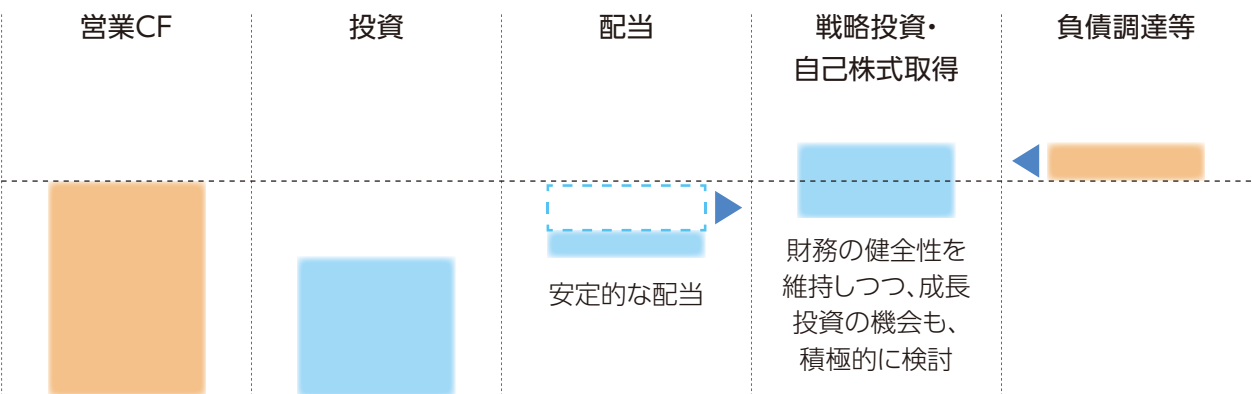 営業CF
投資
配当
戦略投資・
自己株式取得
負債調達等
安定的な配当
財務の健全性を
維持しつつ、成長
投資の機会も、
積極的に検討